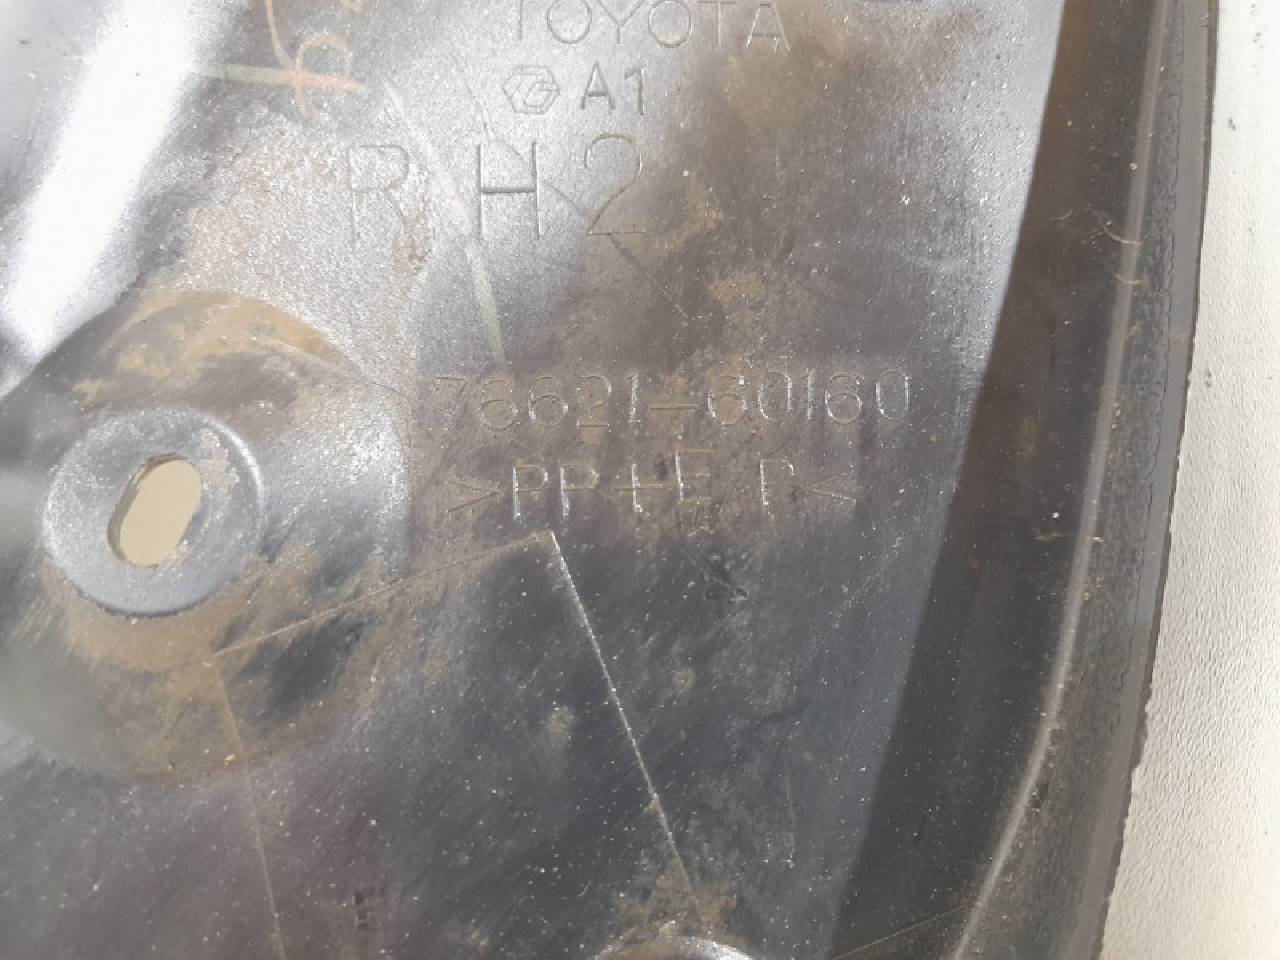 TOYOTA
A1
RH2
76621-60160
>PP+E P<